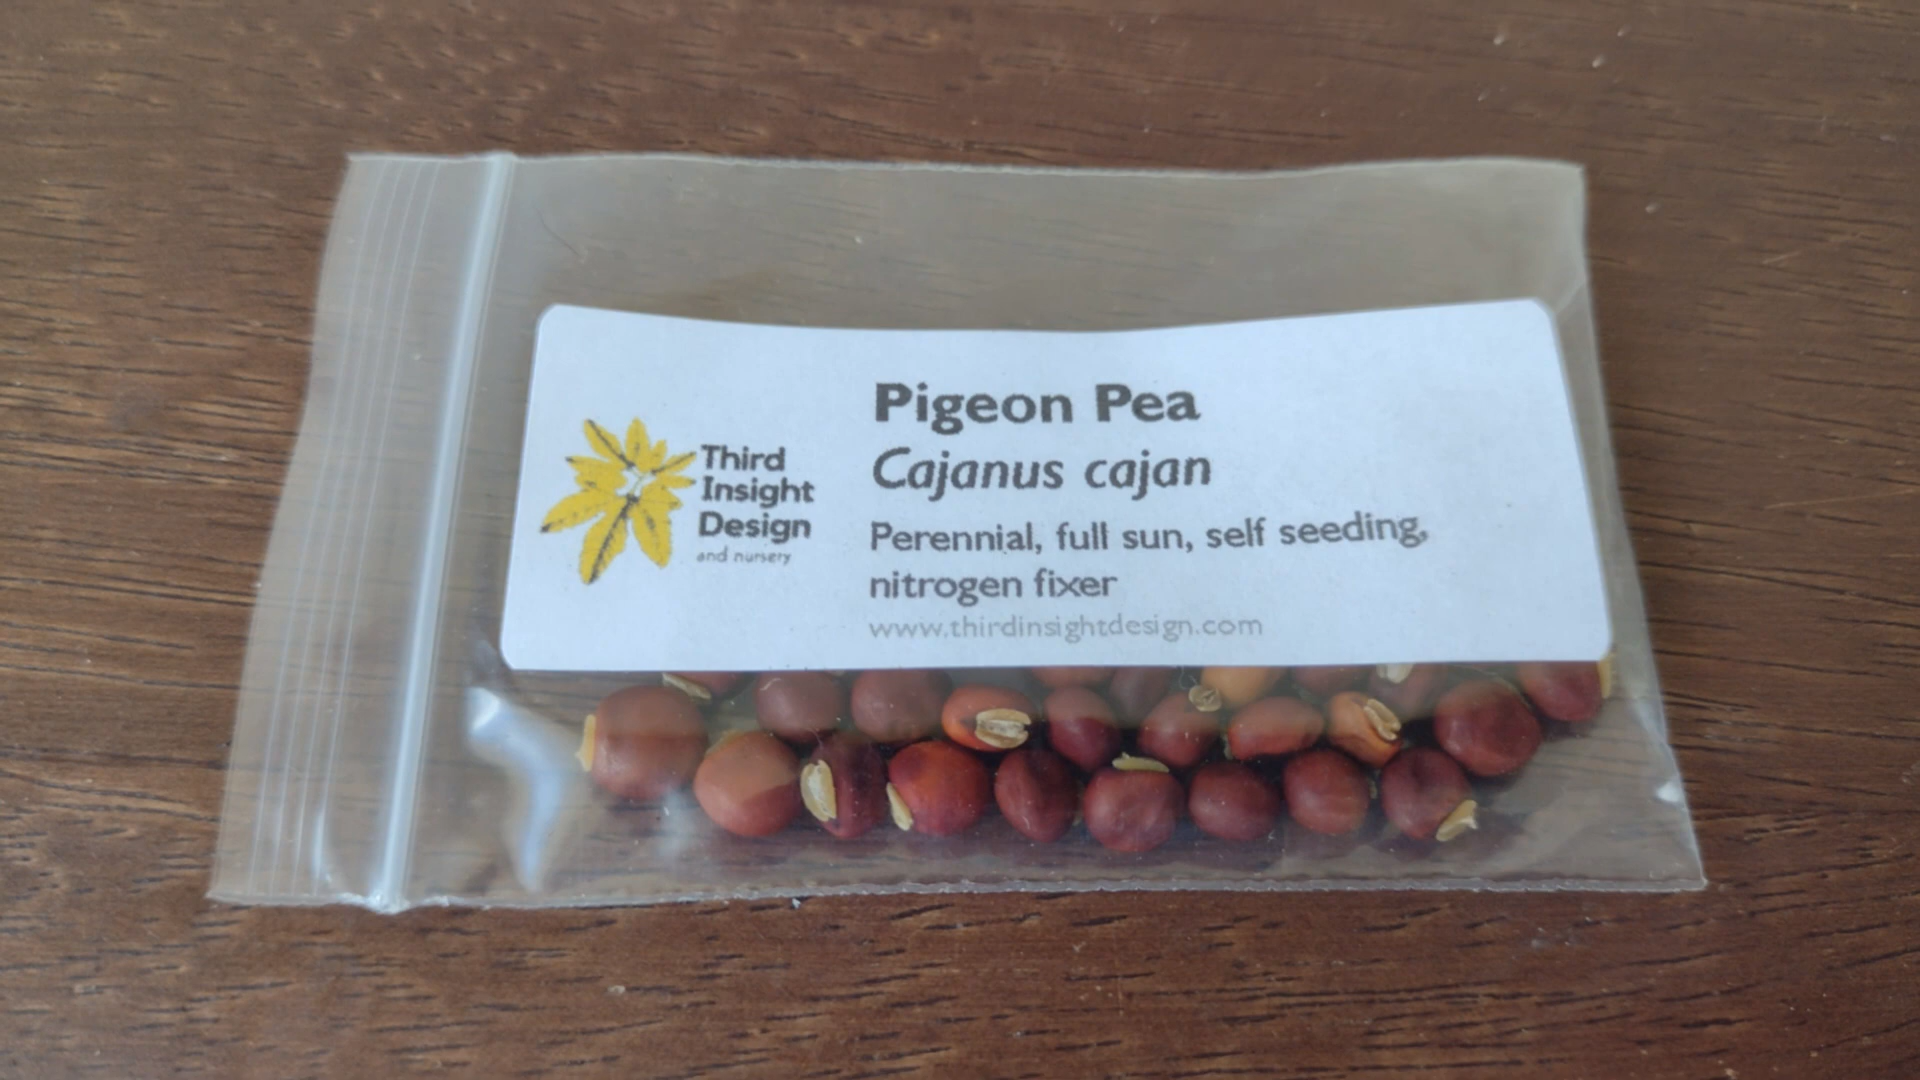 Third
Insight
Design
and nursery
Pigeon Pea
Cajanus cajan
Perennial, full sun, self seeding,
nitrogen fixer
www.thirdinsightdesign.com